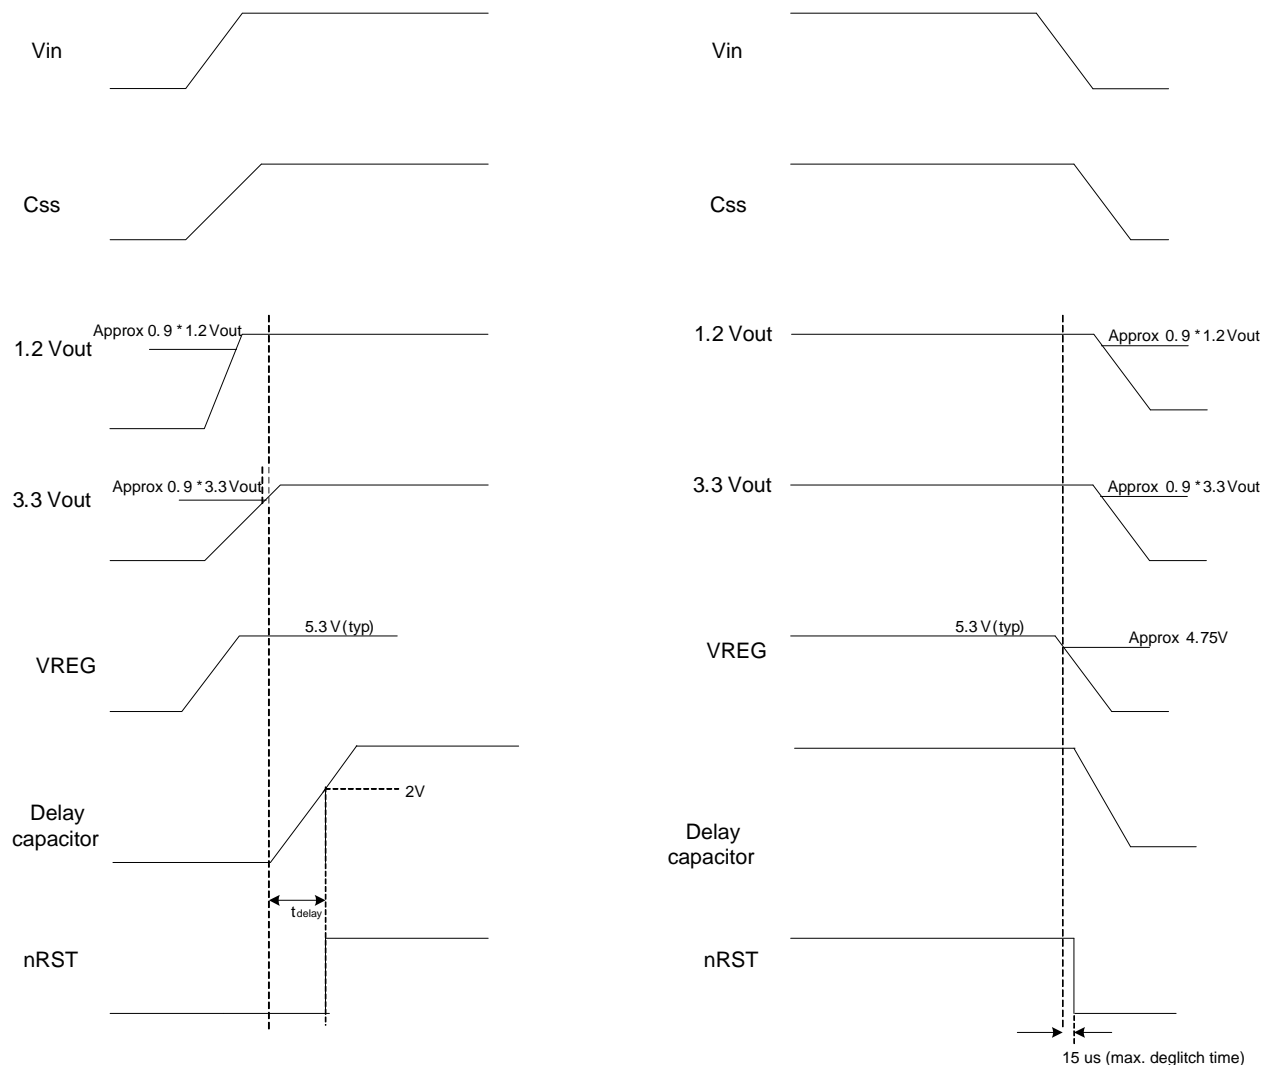 Vin
Css
Approx 0. 9 * 1.2 Vout
1.2 Vout
Approx 0. 9 * 3.3 Vout
3.3 Vout
5.3 V (typ)
VREG
2V
Delay
capacitor
tdelay
nRST
Vin
Css
1.2 Vout
Approx 0. 9 * 1.2 Vout
3.3 Vout
Approx 0. 9 * 3.3 Vout
5.3 V (typ)
Approx 4.75V
VREG
Delay
capacitor
nRST
15 us (max. deglitch time)